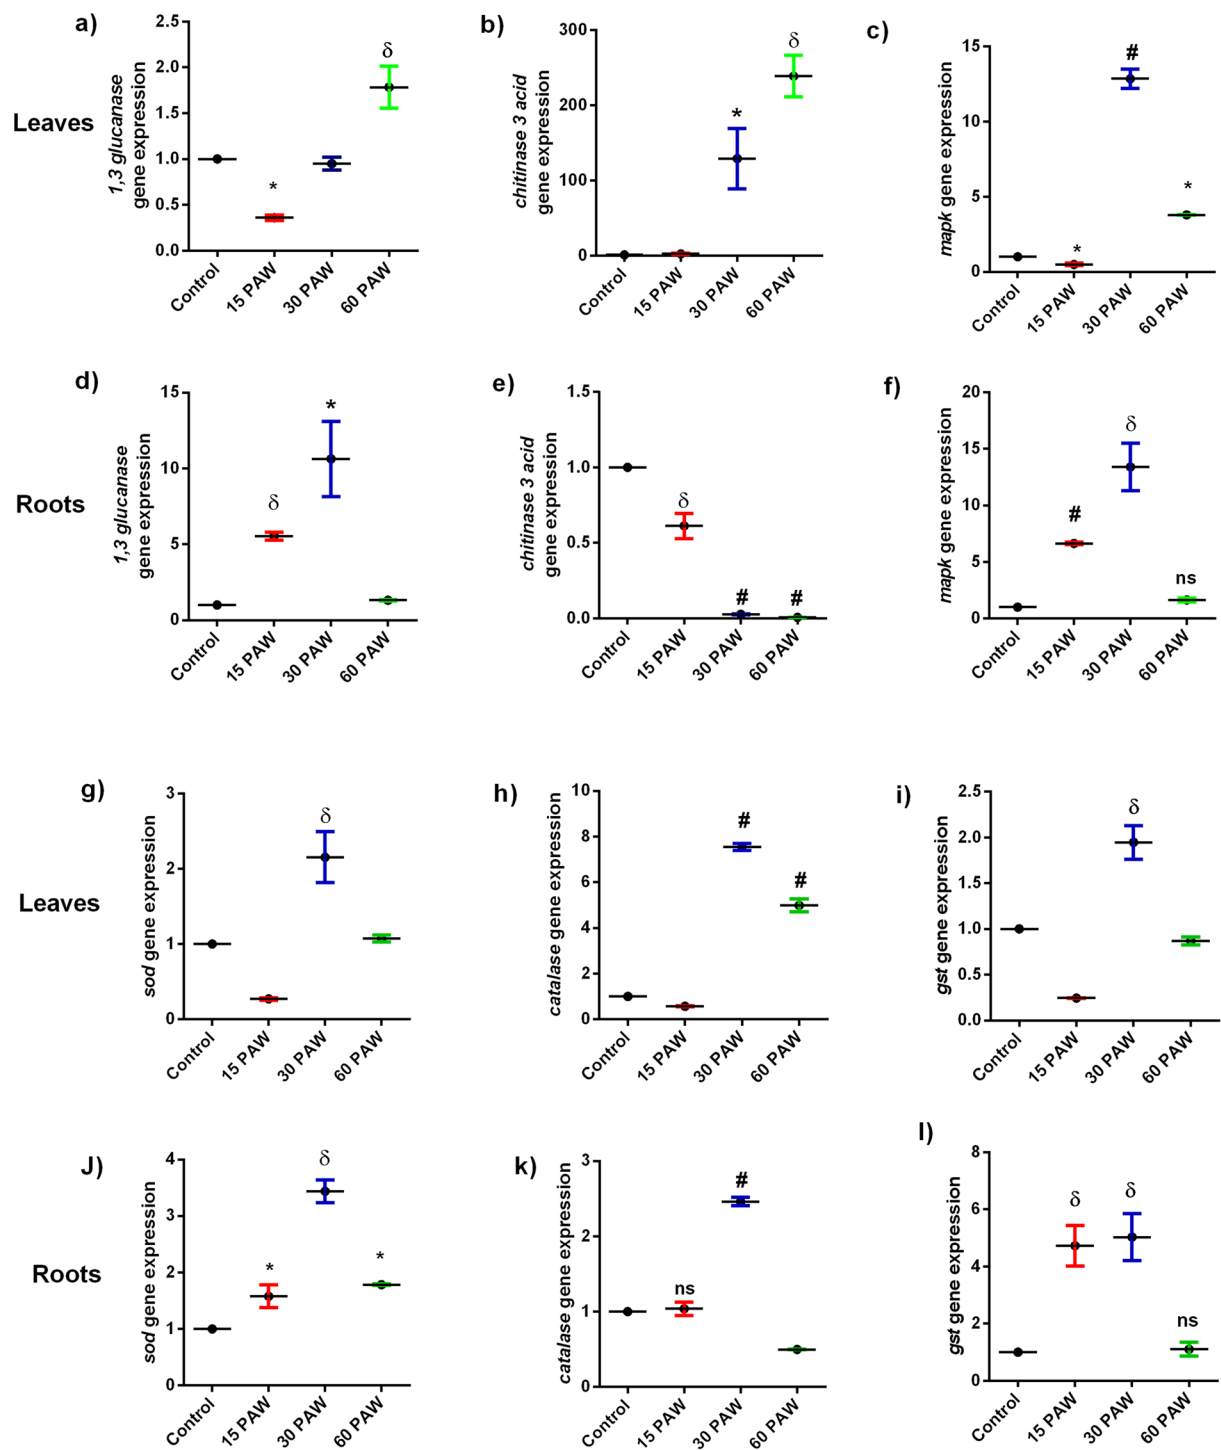 a)
2.5
2.0
1.5
1.0
0.5
0.0
1,3 glucanase
gene expression
δ
*
Control
15 PAW
30 PAW
60 PAW
b)
300
200
100
0
chitinase 3 acid
gene expression
*
δ
Control
15 PAW
30 PAW
60 PAW
c)
15
10
5
0
mapk gene expression
*
#
*
Control
15 PAW
30 PAW
60 PAW
Leaves
d)
15
10
5
0
1,3 glucanase
gene expression
δ
*
Control
15 PAW
30 PAW
60 PAW
e)
1.5
1.0
0.5
0.0
chitinase 3 acid
gene expression
δ
#
#
Control
15 PAW
30 PAW
60 PAW
f)
20
15
10
5
0
mapk gene expression
#
δ
ns
Control
15 PAW
30 PAW
60 PAW
Roots
g)
3
2
1
0
sod gene expression
δ
Control
15 PAW
30 PAW
60 PAW
h)
10
8
6
4
2
0
catalase gene expression
#
#
Control
15 PAW
30 PAW
60 PAW
i)
2.5
2.0
1.5
1.0
0.5
0.0
gst gene expression
δ
Control
15 PAW
30 PAW
60 PAW
Leaves
J)
4
3
2
1
0
sod gene expression
*
δ
*
Control
15 PAW
30 PAW
60 PAW
k)
3
2
1
0
catalase gene expression
ns
#
Control
15 PAW
30 PAW
60 PAW
l)
8
6
4
2
0
gst gene expression
δ
δ
ns
Control
15 PAW
30 PAW
60 PAW
Roots